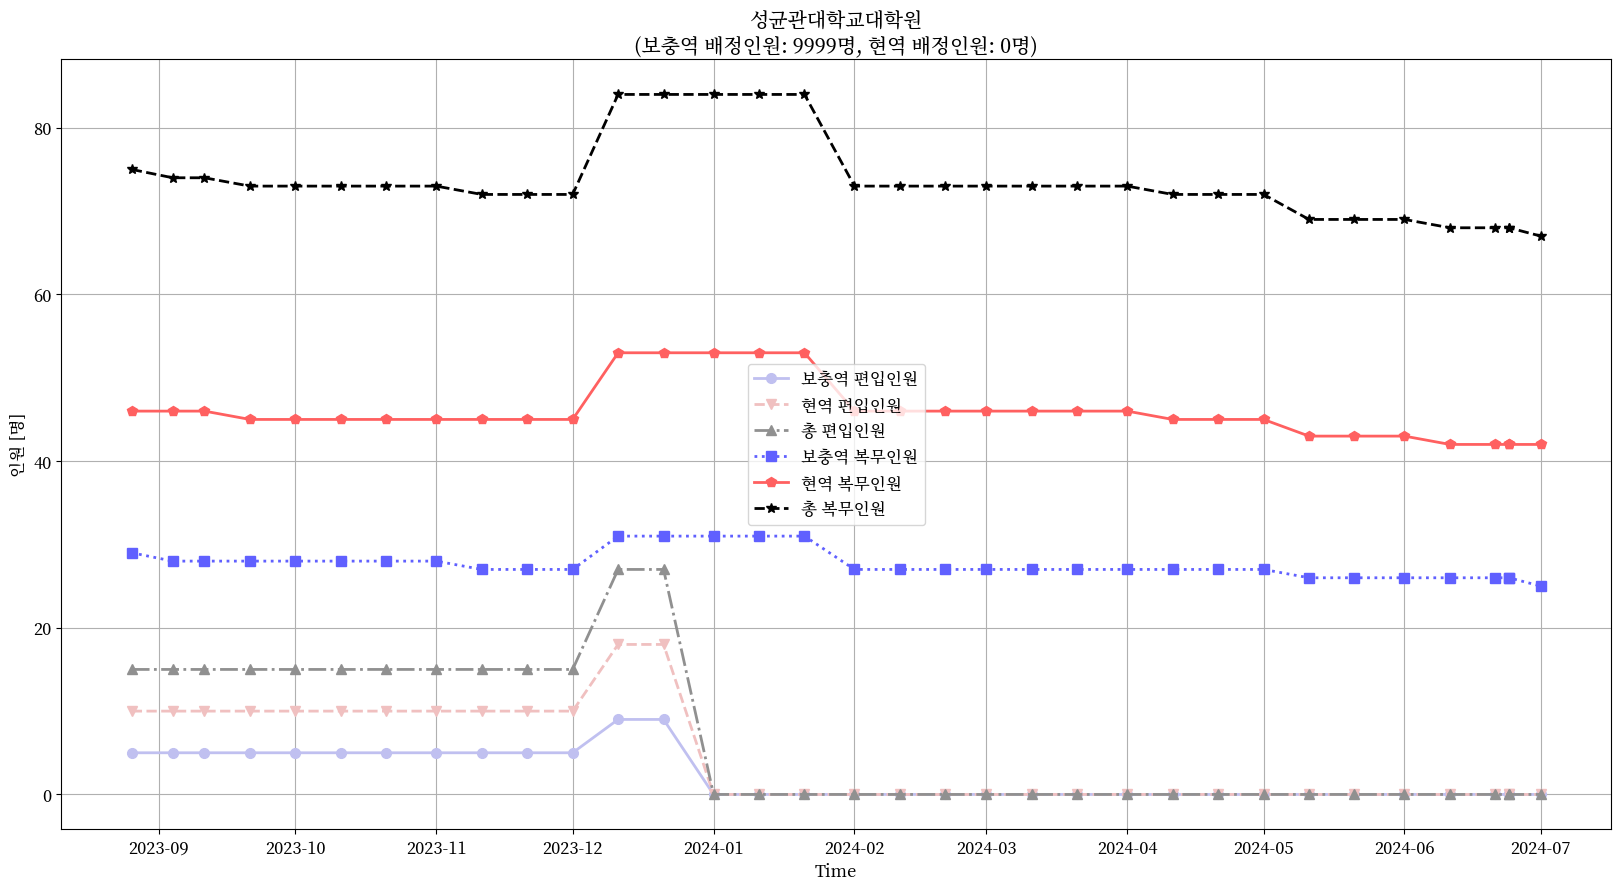 성균관대학교대학원
(보충역 배정인원: 9999명, 현역 배정인원: 0명)
인원 [명]
80
60
40
20
0
보충역 편입인원
현역 편입인원
총 편입인원
보충역 복무인원
현역 복무인원
총 복무인원
2023-09
2023-10
2023-11
2023-12
2024-01
2024-02
2024-03
2024-04
2024-05
2024-06
2024-07
Time